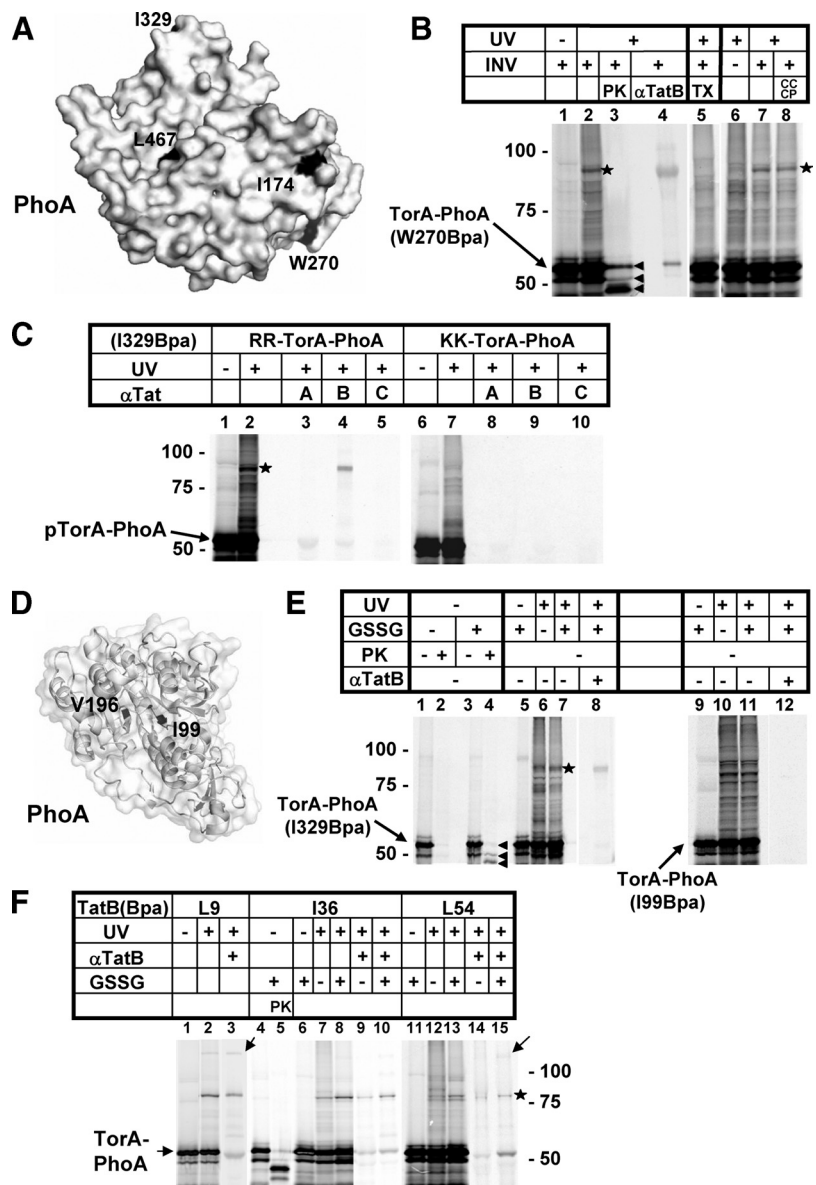 A
I329
L467
I174
PhoA
W270
B
UV - + + +
INV + + + + + - + +
PK αTatB TX CC CP
1 2 3 4 5 6 7 8
100 -
75 -
50 -
TorA-PhoA
(W270Bpa)
C
(I329Bpa) RR-TorA-PhoA KK-TorA-PhoA
UV - + + + + - + + + +
αTat A B C A B C
1 2 3 4 5 6 7 8 9 10
100 -
75 -
50 -
pTorA-PhoA
D
V196
I99
PhoA
E
UV - - + + + - + + +
GSSG - + + - + + + - + +
PK - + - + - -
αTatB - - - - + - - - +
1 2 3 4 5 6 7 8 9 10 11 12
100 -
75 -
50 -
TorA-PhoA
(I329Bpa)
TorA-PhoA
(I99Bpa)
F
TatB(Bpa) L9 I36 L54
UV - + + - - + + + + - + + + +
αTatB + + + + +
GSSG + + - + - + + - + - +
PK
1 2 3 4 5 6 7 8 9 10 11 12 13 14 15
- 100
- 75
- 50
TorA-
PhoA